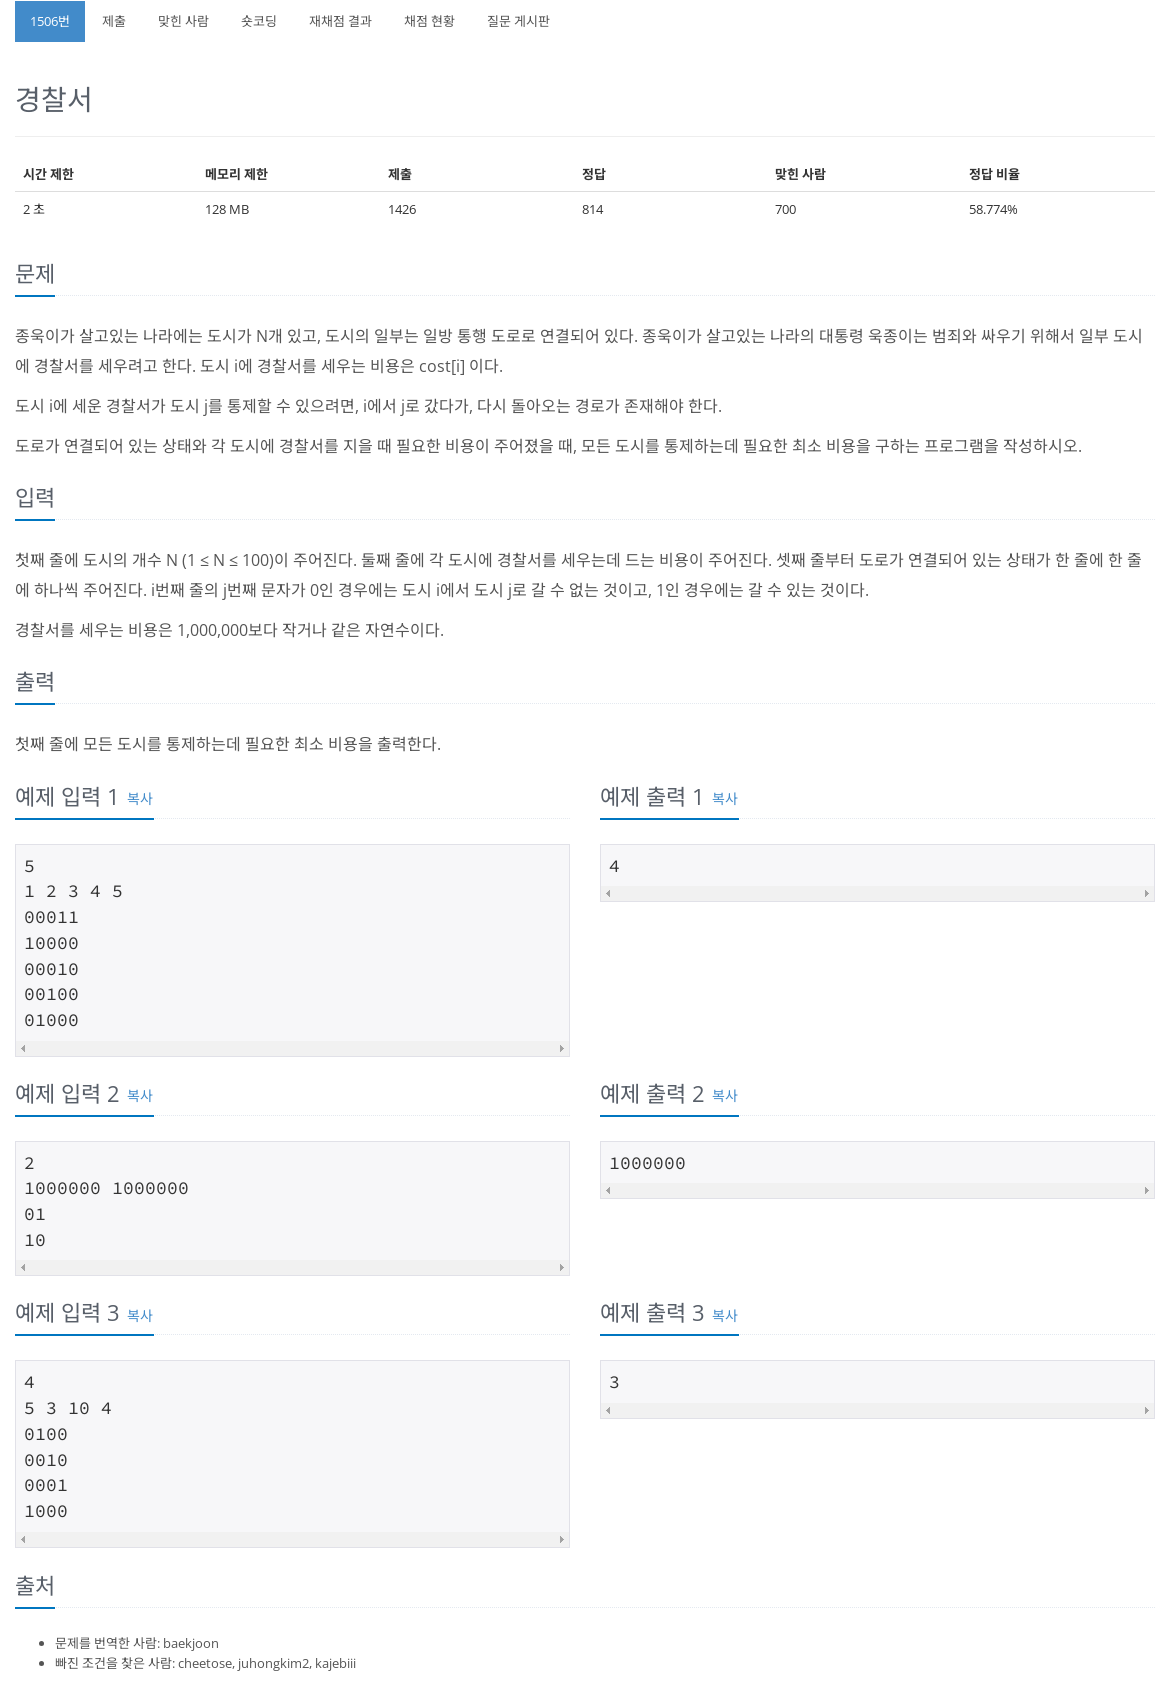 1506번 제출 맞힌 사람 숏코딩 재채점 결과 채점 현황 질문 게시판
경찰서
시간 제한 메모리 제한 제출 정답 맞힌 사람 정답 비율
2 초 128 MB 1426 814 700 58.774%
문제
종욱이가 살고있는 나라에는 도시가 N개 있고, 도시의 일부는 일방 통행 도로로 연결되어 있다. 종욱이가 살고있는 나라의 대통령 욱종이는 범죄와 싸우기 위해서 일부 도시
에 경찰서를 세우려고 한다. 도시 i에 경찰서를 세우는 비용은 cost[i] 이다.
도시 i에 세운 경찰서가 도시 j를 통제할 수 있으려면, i에서 j로 갔다가, 다시 돌아오는 경로가 존재해야 한다.
도로가 연결되어 있는 상태와 각 도시에 경찰서를 지을 때 필요한 비용이 주어졌을 때, 모든 도시를 통제하는데 필요한 최소 비용을 구하는 프로그램을 작성하시오.
입력
첫째 줄에 도시의 개수 N (1 ≤ N ≤ 100)이 주어진다. 둘째 줄에 각 도시에 경찰서를 세우는데 드는 비용이 주어진다. 셋째 줄부터 도로가 연결되어 있는 상태가 한 줄에 한 줄
에 하나씩 주어진다. i번째 줄의 j번째 문자가 0인 경우에는 도시 i에서 도시 j로 갈 수 없는 것이고, 1인 경우에는 갈 수 있는 것이다.
경찰서를 세우는 비용은 1,000,000보다 작거나 같은 자연수이다.
출력
첫째 줄에 모든 도시를 통제하는데 필요한 최소 비용을 출력한다.
예제 입력 1 복사
5
1 2 3 4 5
00011
10000
00010
00100
01000
예제 출력 1 복사
4
예제 입력 2 복사
2
1000000 1000000
01
10
예제 출력 2 복사
1000000
예제 입력 3 복사
4
5 3 10 4
0100
0010
0001
1000
예제 출력 3 복사
3
출처
문제를 번역한 사람: baekjoon
빠진 조건을 찾은 사람: cheetose, juhongkim2, kajebiii